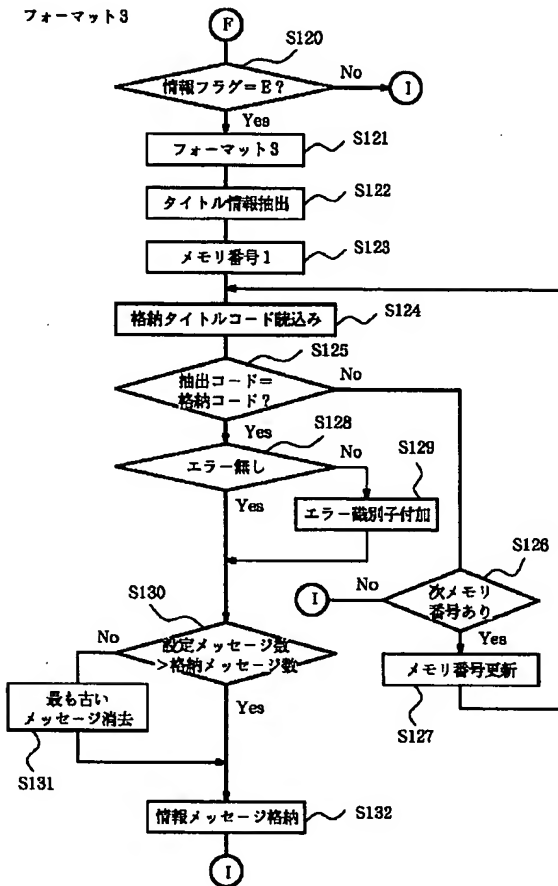 フォーマット3
F
S120
情報フラグ=E?
No
I
Yes
フォーマット3
S121
タイトル情報抽出
S122
メモリ番号1
S123
格納タイトルコード読込み
S124
S125
抽出コード=
格納コード?
No
Yes
S128
エラー無し
No
S129
Yes
エラー識別子付加
S126
S130
No
I
次メモリ
番号あり
設定メッセージ数
>格納メッセージ数
No
Yes
メモリ番号更新
最も古い
メッセージ消去
Yes
S127
S131
情報メッセージ格納
S132
I